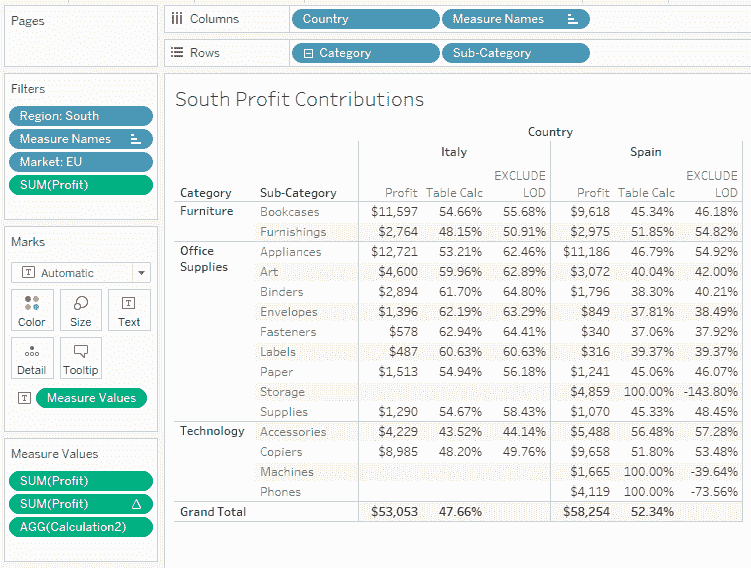 Pages
Columns Country Measure Names
Rows Category Sub-Category
Filters
Region: South
Measure Names
Market: EU
SUM(Profit)
Marks
Automatic
Color Size Text
Detail Tooltip
Measure Values
Measure Values
SUM(Profit)
SUM(Profit)
AGG(Calculation2)
South Profit Contributions
Country
Italy Spain
EXCLUDE EXCLUDE
Category Sub-Category Profit Table Calc LOD Profit Table Calc LOD
Furniture Bookcases $11,597 54.66% 55.68% $9,618 45.34% 46.18%
Furnishings $2,764 48.15% 50.91% $2,975 51.85% 54.82%
Office Supplies Appliances $12,721 53.21% 62.46% $11,186 46.79% 54.92%
Art $4,600 59.96% 62.89% $3,072 40.04% 42.00%
Binders $2,894 61.70% 64.80% $1,796 38.30% 40.21%
Envelopes $1,396 62.19% 63.29% $849 37.81% 38.49%
Fasteners $578 62.94% 64.41% $340 37.06% 37.92%
Labels $487 60.63% 60.63% $316 39.37% 39.37%
Paper $1,513 54.94% 56.18% $1,241 45.06% 46.07%
Storage $4,859 100.00% -143.80%
Supplies $1,290 54.67% 58.43% $1,070 45.33% 48.45%
Technology Accessories $4,229 43.52% 44.14% $5,488 56.48% 57.28%
Copiers $8,985 48.20% 49.76% $9,658 51.80% 53.48%
Machines $1,665 100.00% -39.64%
Phones $4,119 100.00% -73.56%
Grand Total $53,053 47.66% $58,254 52.34%